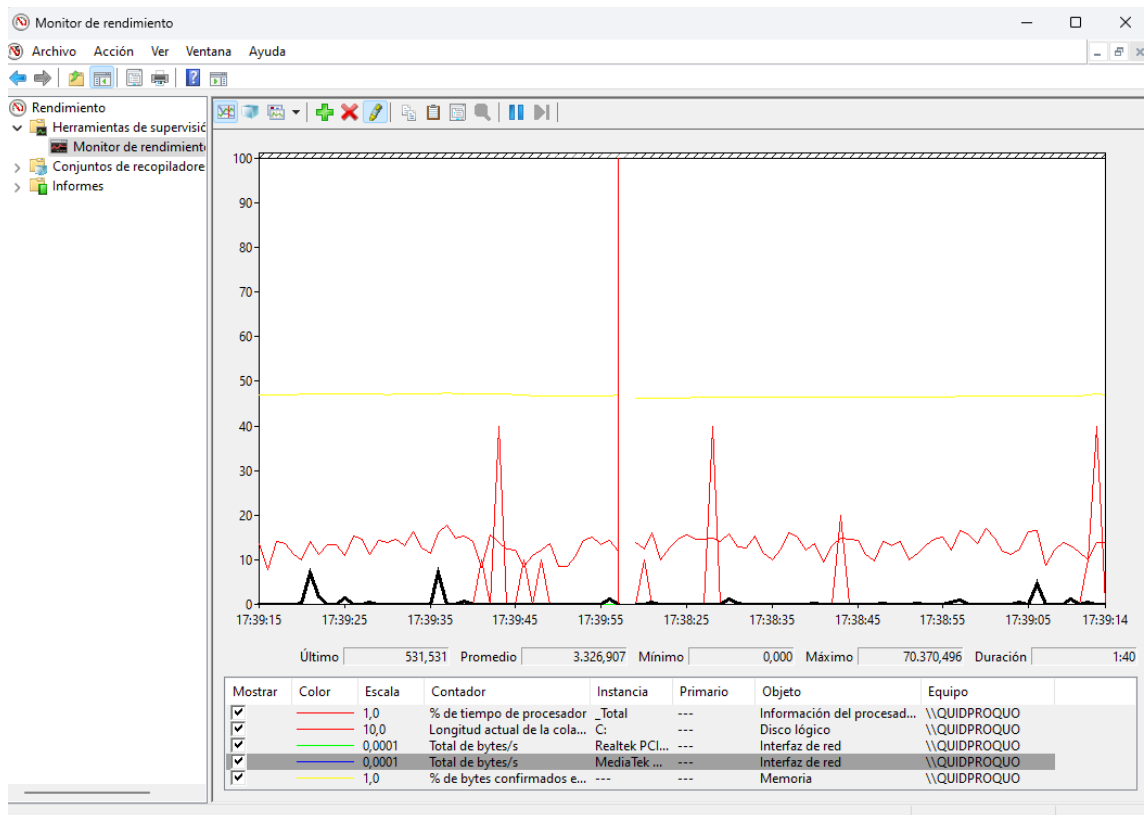 Monitor de rendimiento
Archivo Acción Ver Ventana Ayuda
Rendimiento
Herramientas de supervisió
Monitor de rendimient
Conjuntos de recopiladore
Informes
100
90
80
70
60
50
40
30
20
10
0
17:39:15 17:39:25 17:39:35 17:39:45 17:39:55 17:38:25 17:38:35 17:38:45 17:38:55 17:39:05 17:39:14
Último 531,531 Promedio 3.326,907 Mínimo 0,000 Máximo 70.370,496 Duración 1:40
Mostrar Color Escala Contador Instancia Primario Objeto Equipo
1,0 % de tiempo de procesador _Total --- Información del procesad... \\QUIDPROQUO
10,0 Longitud actual de la cola... C: --- Disco lógico \\QUIDPROQUO
0,0001 Total de bytes/s Realtek PCI... --- Interfaz de red \\QUIDPROQUO
0,0001 Total de bytes/s MediaTek ... --- Interfaz de red \\QUIDPROQUO
1,0 % de bytes confirmados e... --- --- Memoria \\QUIDPROQUO